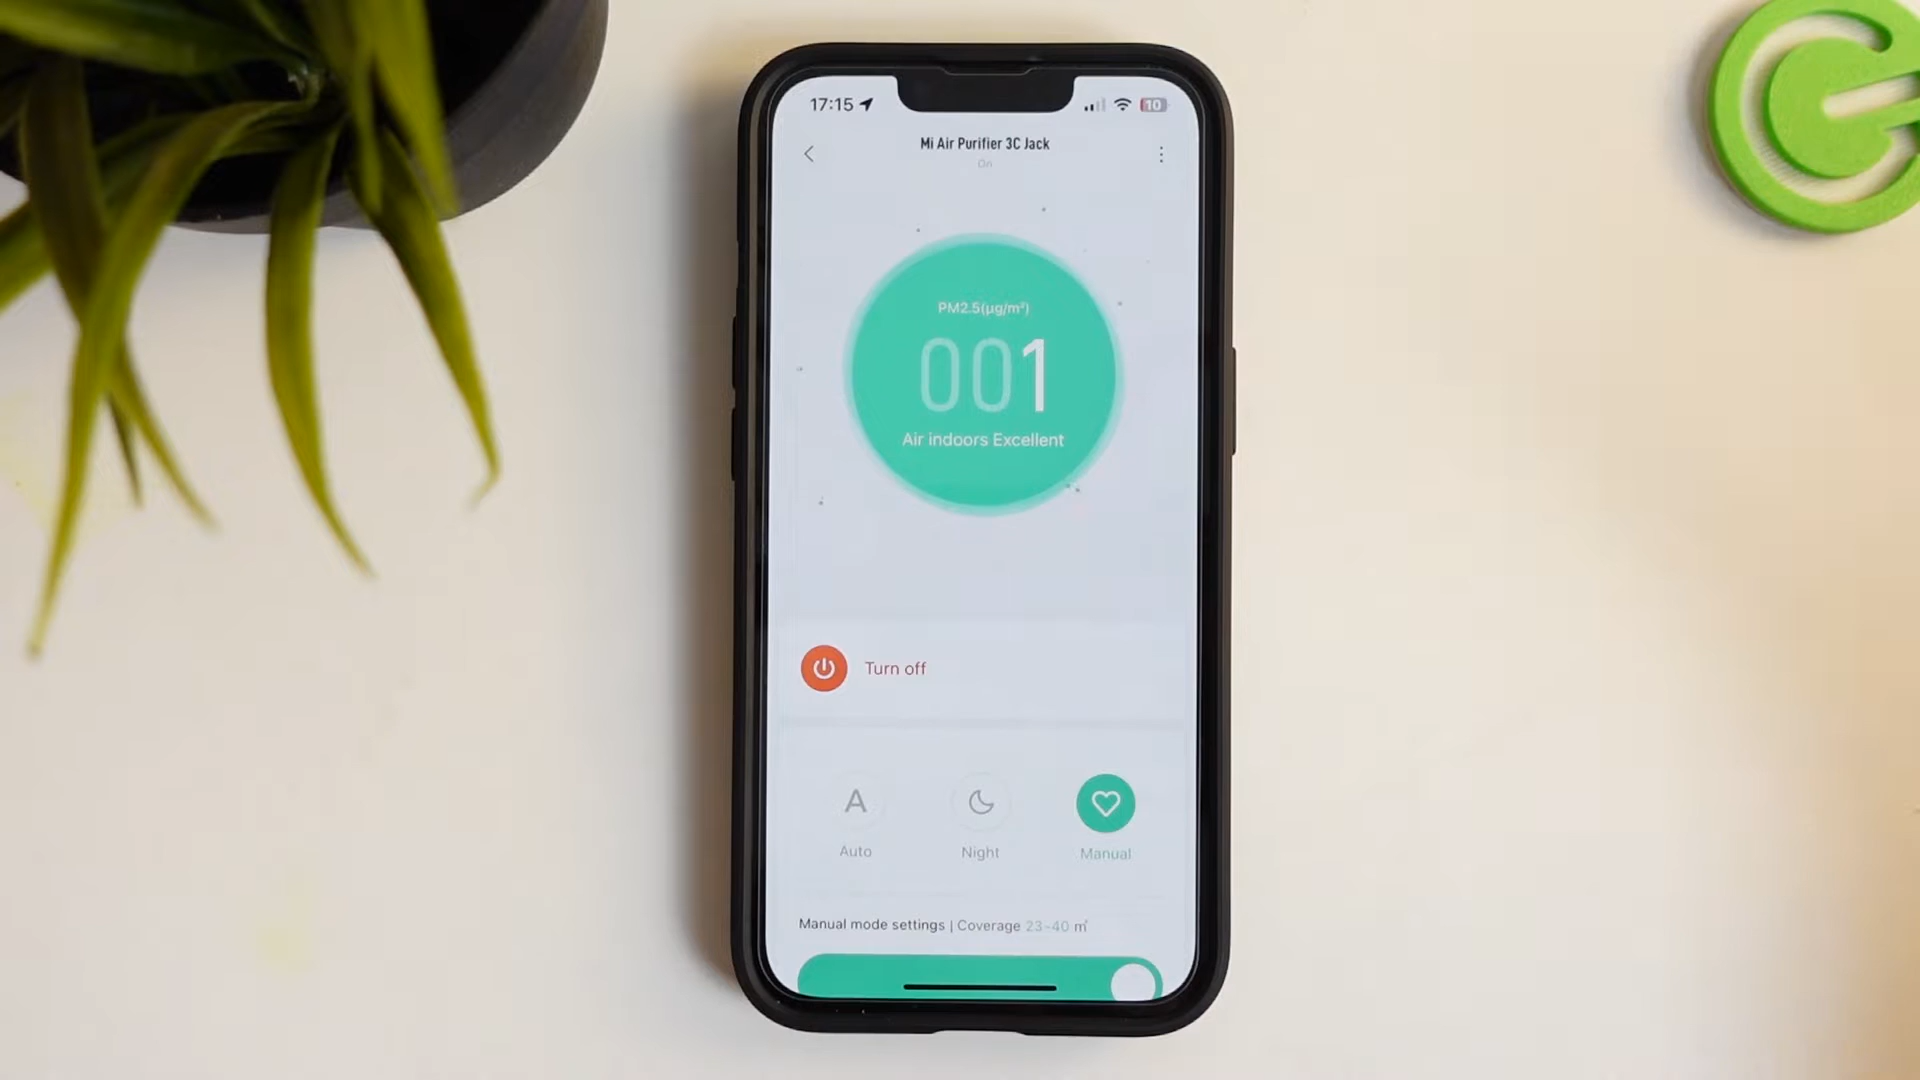 17:15
10
Mi Air Purifier 3C Jack
On
PM2.5(µg/m³)
001
Air indoors Excellent
Turn off
A
Auto
Night
Manual
Manual mode settings | Coverage 23-40 ㎡